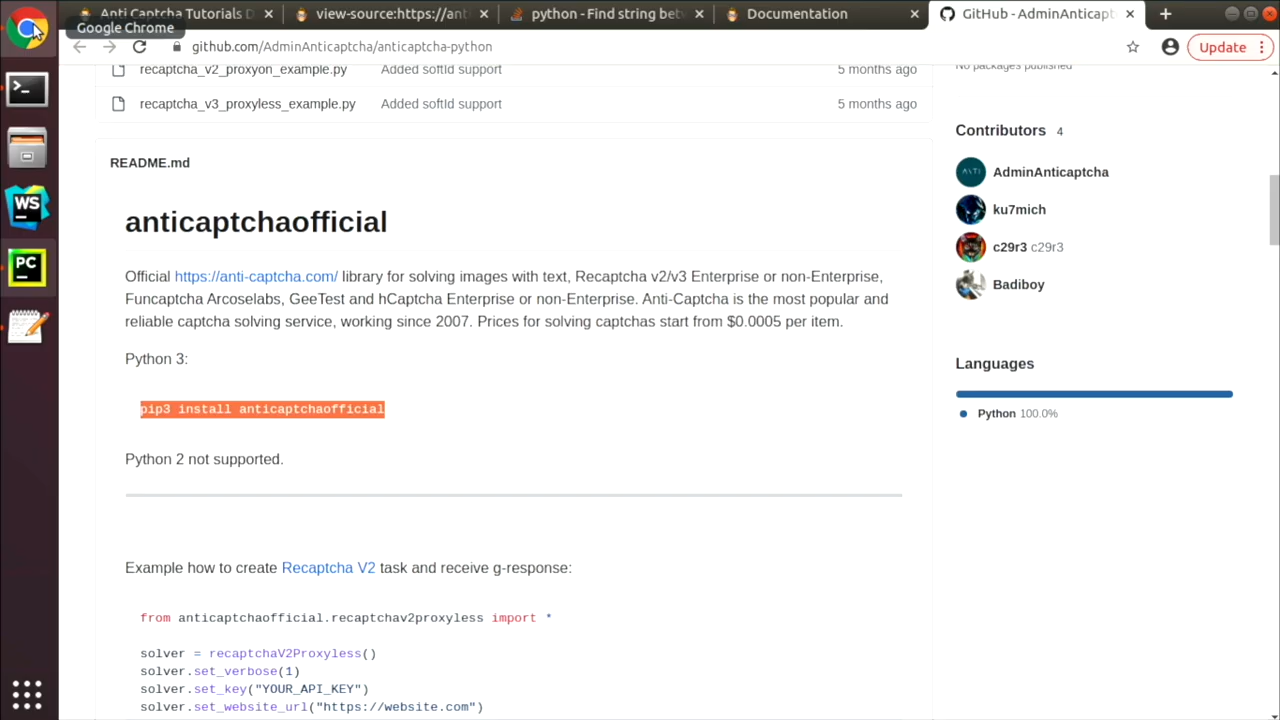 Anti Captcha Tutorials D
view-source:https://ant
python - Find string bet
Documentation
GitHub - AdminAnticapt
Google Chrome
github.com/AdminAnticaptcha/anticaptcha-python
Update
recaptcha_v2_proxyon_example.py Added softId support 5 months ago
No packages published
recaptcha_v3_proxyless_example.py Added softId support 5 months ago
README.md
anticaptchaofficial
Official https://anti-captcha.com/ library for solving images with text, Recaptcha v2/v3 Enterprise or non-Enterprise,
Funcaptcha Arcoselabs, GeeTest and hCaptcha Enterprise or non-Enterprise. Anti-Captcha is the most popular and
reliable captcha solving service, working since 2007. Prices for solving captchas start from $0.0005 per item.
Python 3:
pip3 install anticaptchaofficial
Python 2 not supported.
Example how to create Recaptcha V2 task and receive g-response:
from anticaptchaofficial.recaptchav2proxyless import *
solver = recaptchaV2Proxyless()
solver.set_verbose(1)
solver.set_key("YOUR_API_KEY")
solver.set_website_url("https://website.com")
Contributors 4
AdminAnticaptcha
ku7mich
c29r3 c29r3
Badiboy
Languages
Python 100.0%
WS
PC